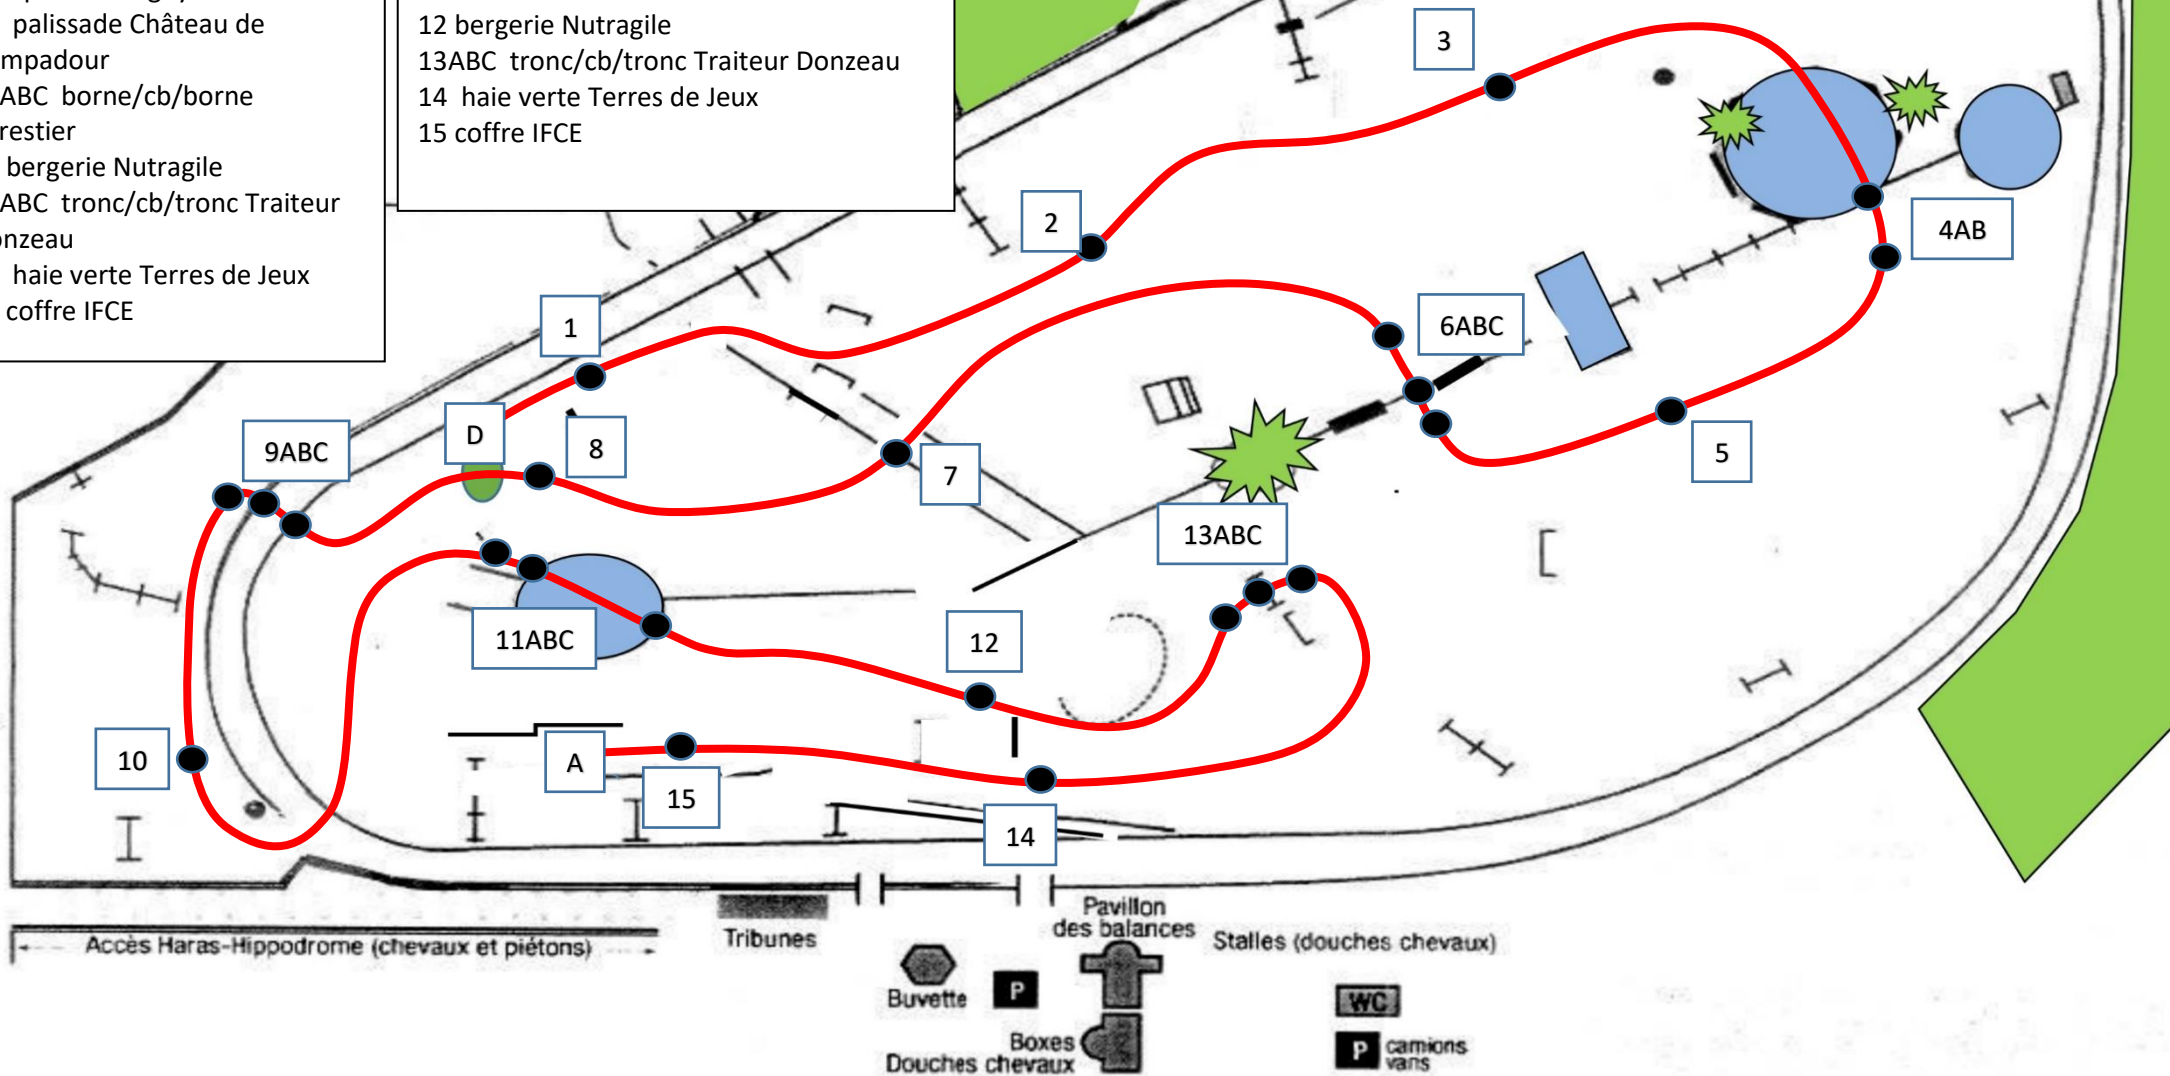 palissade Château de
mpadour
ABC borne/cb/borne
restier
bergerie Nutragile
ABC tronc/cb/tronc Traiteur
onzeau
haie verte Terres de Jeux
coffre IFCE
12 bergerie Nutragile
13ABC tronc/cb/tronc Traiteur Donzeau
14 haie verte Terres de Jeux
15 coffre IFCE
3
2
4AB
1
6ABC
D
8
9ABC
7
5
13ABC
11ABC
12
10
A
15
14
Accès Haras-Hippodrome (chevaux et piétons)
Tribunes
Pavillon
des balances
Stalles (douches chevaux)
Buvette
P
WC
Boxes
Douches chevaux
P camions
vans